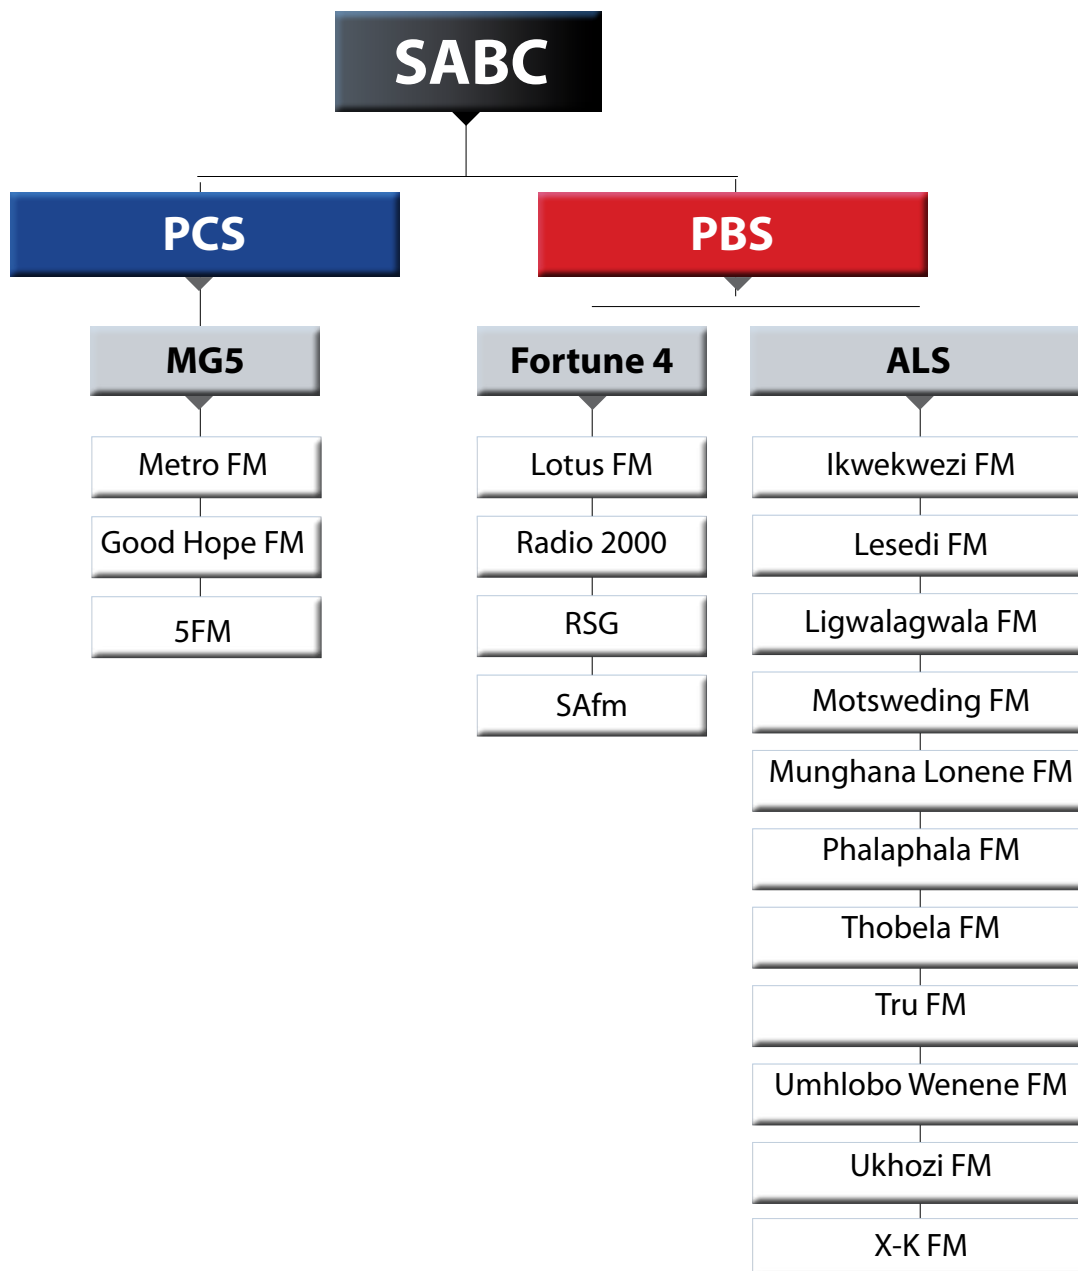 SABC
PCS
PBS
MG5
Metro FM
Good Hope FM
5FM
Fortune 4
Lotus FM
Radio 2000
RSG
SAfm
ALS
Ikwekwezi FM
Lesedi FM
Ligwalagwala FM
Motsweding FM
Munghana Lonene FM
Phalaphala FM
Thobela FM
Tru FM
Umhlobo Wenene FM
Ukhozi FM
X-K FM